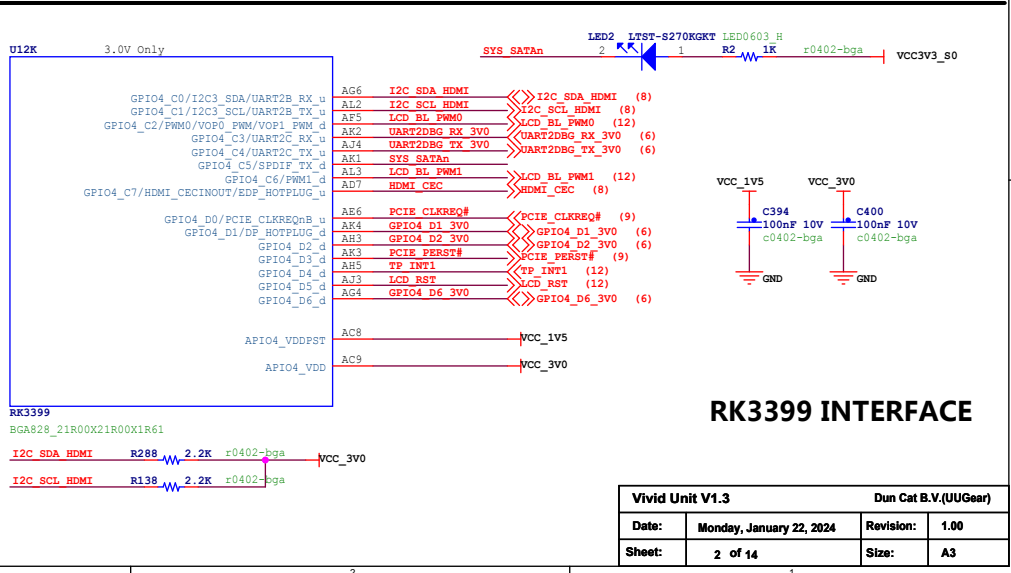 LED2 LTST-S270KGKT LED0603_H
SYS_SATAn 2 1 R2 1K r0402-bga VCC3V3_S0
U12K 3.0V Only
GPIO4_C0/I2C3_SDA/UART2B_RX_u AG6 I2C_SDA_HDMI I2C_SDA_HDMI (8)
GPIO4_C1/I2C3_SCL/UART2B_TX_u AL2 I2C_SCL_HDMI I2C_SCL_HDMI (8)
GPIO4_C2/PWM0/VOP0_PWM/VOP1_PWM_d AF5 LCD_BL_PWM0 LCD_BL_PWM0 (12)
GPIO4_C3/UART2C_RX_u AK2 UART2DBG_RX_3V0 UART2DBG_RX_3V0 (6)
GPIO4_C4/UART2C_TX_u AJ4 UART2DBG_TX_3V0 UART2DBG_TX_3V0 (6)
GPIO4_C5/SPDIF_TX_d AK1 SYS_SATAn
GPIO4_C6/PWM1_d AL3 LCD_BL_PWM1 LCD_BL_PWM1 (12)
GPIO4_C7/HDMI_CECINOUT/EDP_HOTPLUG_u AD7 HDMI_CEC HDMI_CEC (8)
GPIO4_D0/PCIE_CLKREQnB_u AE6 PCIE_CLKREQ# PCIE_CLKREQ# (9)
GPIO4_D1/DP_HOTPLUG_d AK4 GPIO4_D1_3V0 GPIO4_D1_3V0 (6)
GPIO4_D2_d AH3 GPIO4_D2_3V0 GPIO4_D2_3V0 (6)
GPIO4_D3_d AK3 PCIE_PERST# PCIE_PERST# (9)
GPIO4_D4_d AH5 TP_INT1 TP_INT1 (12)
GPIO4_D5_d AJ3 LCD_RST LCD_RST (12)
GPIO4_D6_d AG4 GPIO4_D6_3V0 GPIO4_D6_3V0 (6)
APIO4_VDDPST AC8 VCC_1V5
APIO4_VDD AC9 VCC_3V0
VCC_1V5 VCC_3V0
C394 C400
100nF 10V 100nF 10V
c0402-bga c0402-bga
GND GND
RK3399
BGA828_21R00X21R00X1R61
I2C_SDA_HDMI R288 2.2K r0402-bga VCC_3V0
I2C_SCL_HDMI R138 2.2K r0402-bga
RK3399 INTERFACE
Vivid Unit V1.3 Dun Cat B.V.(UUGear)
Date: Monday, January 22, 2024 Revision: 1.00
Sheet: 2 of 14 Size: A3